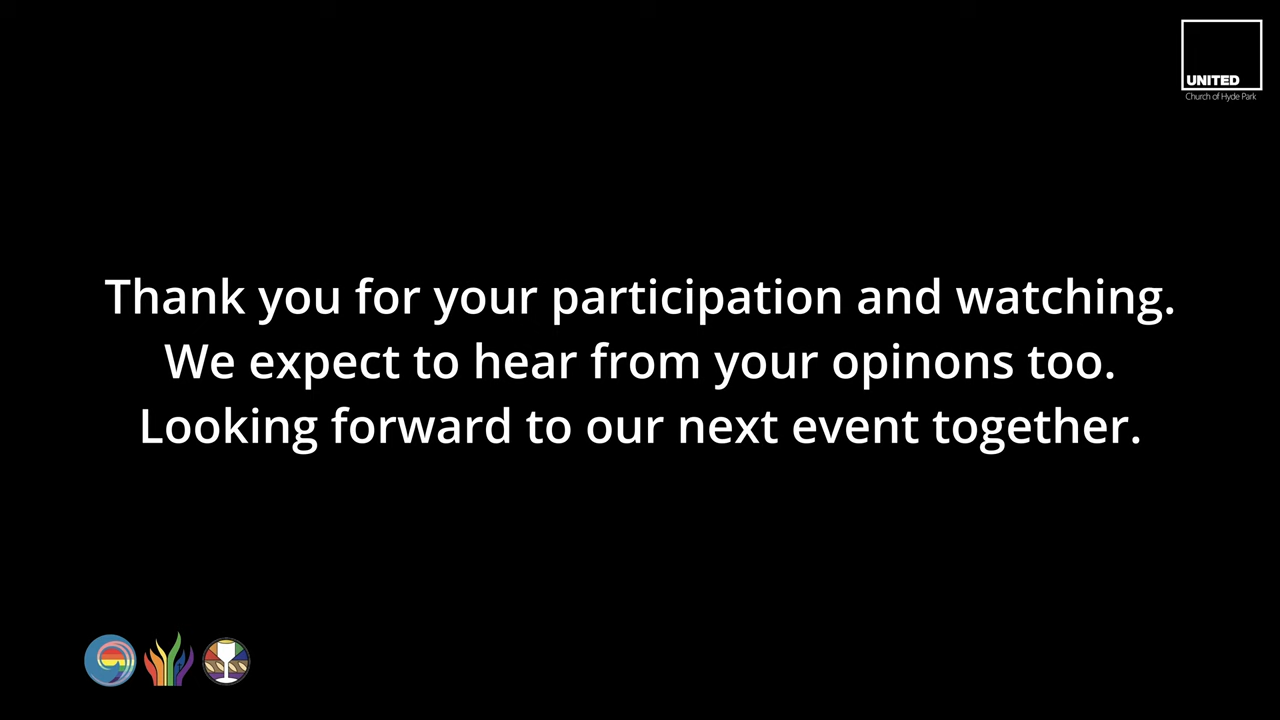 UNITED
Church of Hyde Park
Thank you for your participation and watching.
We expect to hear from your opinons too.
Looking forward to our next event together.